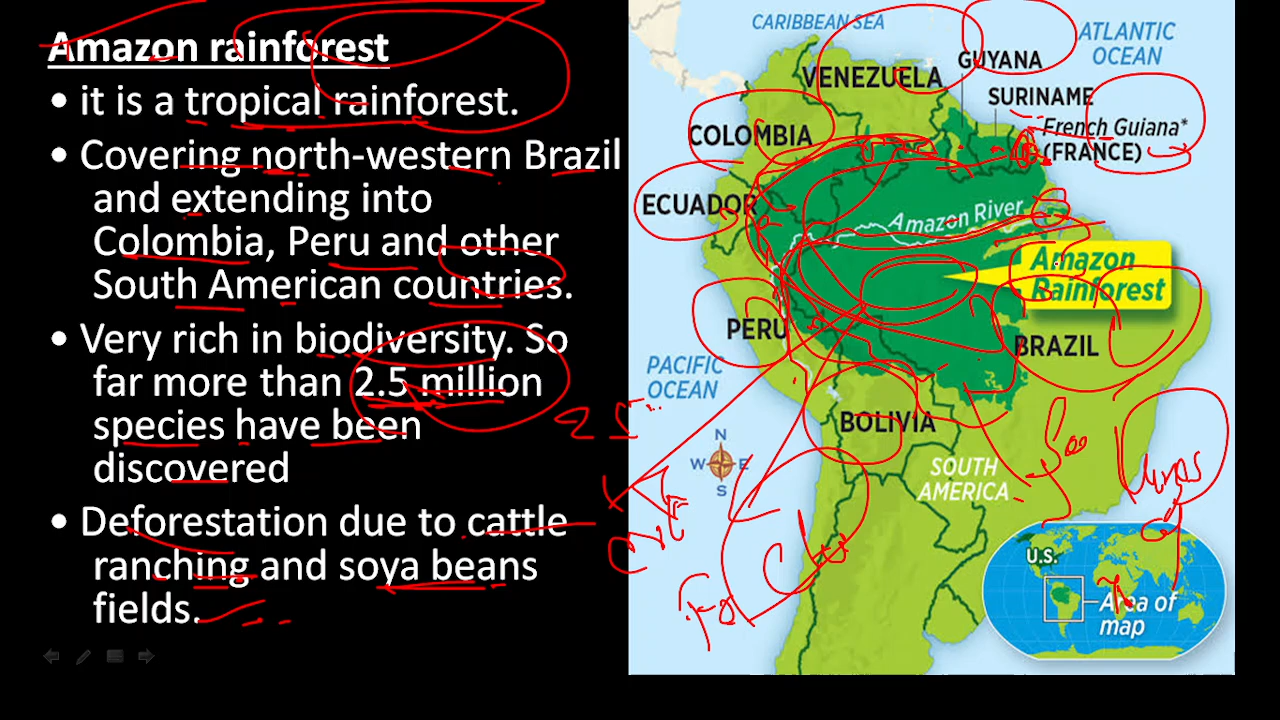 Amazon rainforest
• it is a tropical rainforest.
• Covering north-western Brazil
and extending into
Colombia, Peru and other
South American countries.
• Very rich in biodiversity. So
far more than 2.5 million
species have been
discovered
• Deforestation due to cattle
ranching and soya beans
fields.
CARIBBEAN SEA
ATLANTIC
OCEAN
GUYANA
VENEZUELA
SURINAME
French Guiana*
(FRANCE)
COLOMBIA
ECUADOR
Amazon River
Amazon
Rainforest
PERU
BRAZIL
PACIFIC
OCEAN
BOLIVIA
N
W E
S
SOUTH
AMERICA
U.S.
Area of
map